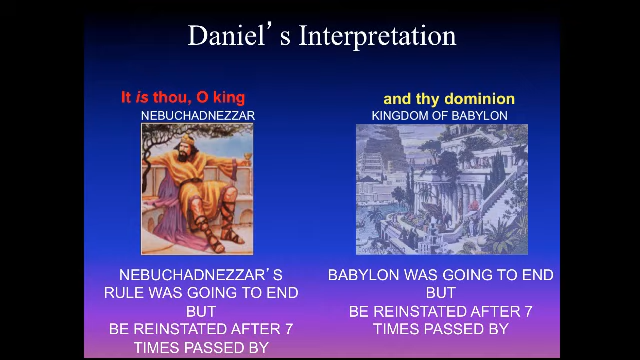 Daniel's Interpretation
It is thou, O king
NEBUCHADNEZZAR
NEBUCHADNEZZAR'S
RULE WAS GOING TO END
BUT
BE REINSTATED AFTER 7
TIMES PASSED BY
and thy dominion
KINGDOM OF BABYLON
BABYLON WAS GOING TO END
BUT
BE REINSTATED AFTER 7
TIMES PASSED BY